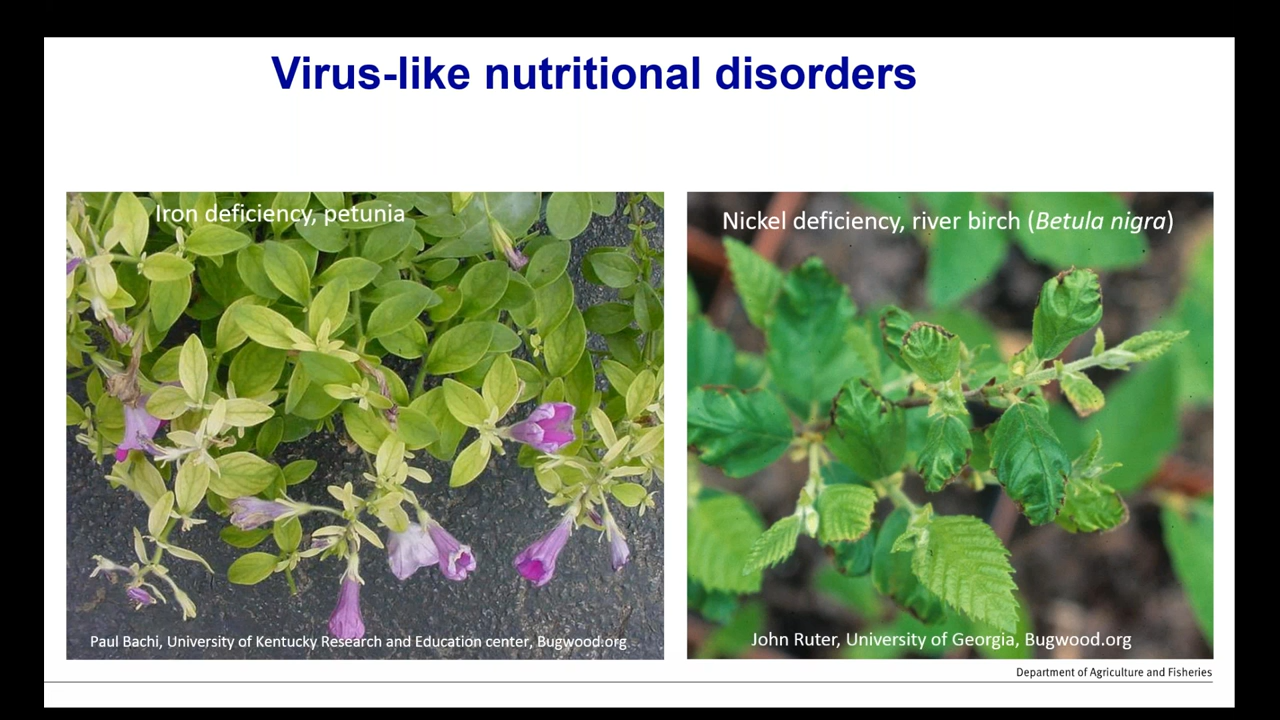 Virus-like nutritional disorders
Iron deficiency, petunia
Nickel deficiency, river birch (Betula nigra)
Paul Bachi, University of Kentucky Research and Education center, Bugwood.org
John Ruter, University of Georgia, Bugwood.org
Department of Agriculture and Fisheries